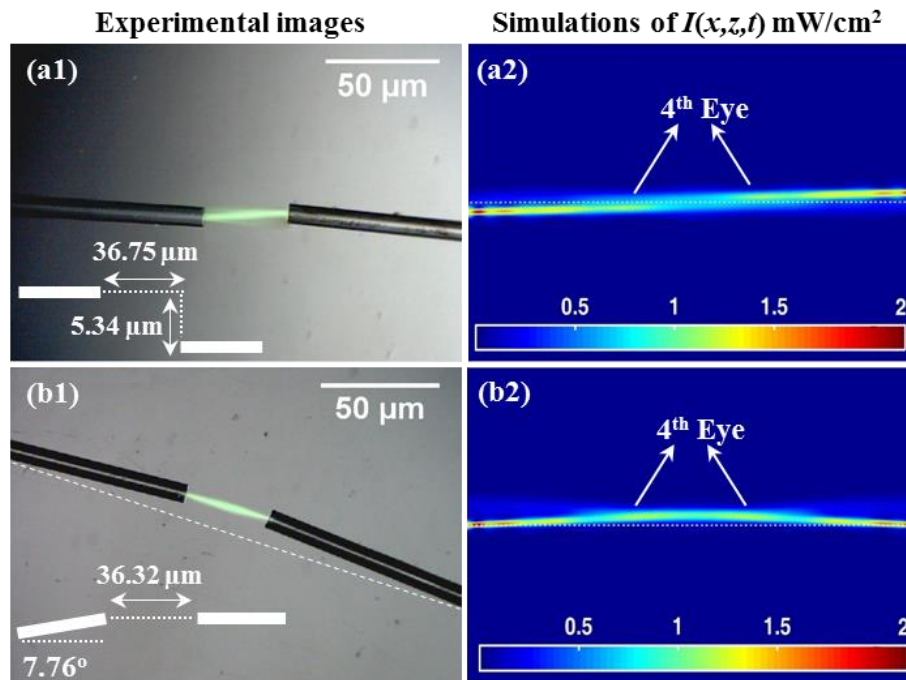 Experimental images
Simulations of I(x,z,t) mW/cm²
(a1)
50 µm
36.75 µm
5.34 µm
(a2)
4th Eye
0.5 1 1.5 2
(b1)
50 µm
36.32 µm
7.76°
(b2)
4th Eye
0.5 1 1.5 2